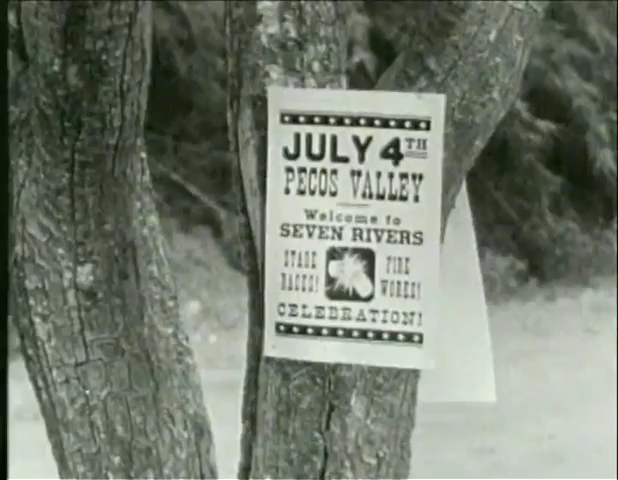 JULY 4TH
PECOS VALLEY
Welcome to
SEVEN RIVERS
STAGE RACES!
FIRE WORKS!
CELEBRATION!